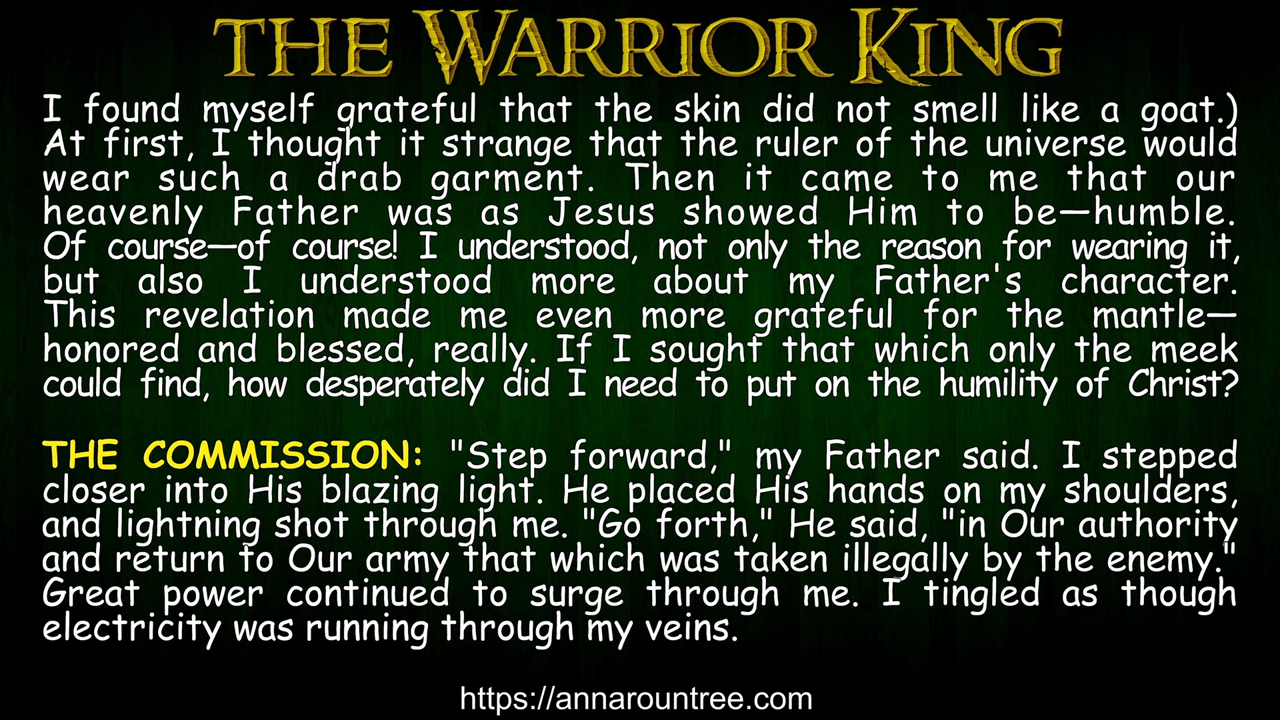 THE WARRIOR KING
I found myself grateful that the skin did not smell like a goat.)
At first, I thought it strange that the ruler of the universe would
wear such a drab garment. Then it came to me that our
heavenly Father was as Jesus showed Him to be—humble.
Of course—of course! I understood, not only the reason for wearing it,
but also I understood more about my Father's character.
This revelation made me even more grateful for the mantle—
honored and blessed, really. If I sought that which only the meek
could find, how desperately did I need to put on the humility of Christ?
THE COMMISSION: "Step forward," my Father said. I stepped
closer into His blazing light. He placed His hands on my shoulders,
and lightning shot through me. "Go forth," He said, "in Our authority
and return to Our army that which was taken illegally by the enemy."
Great power continued to surge through me. I tingled as though
electricity was running through my veins.
https://annarountree.com